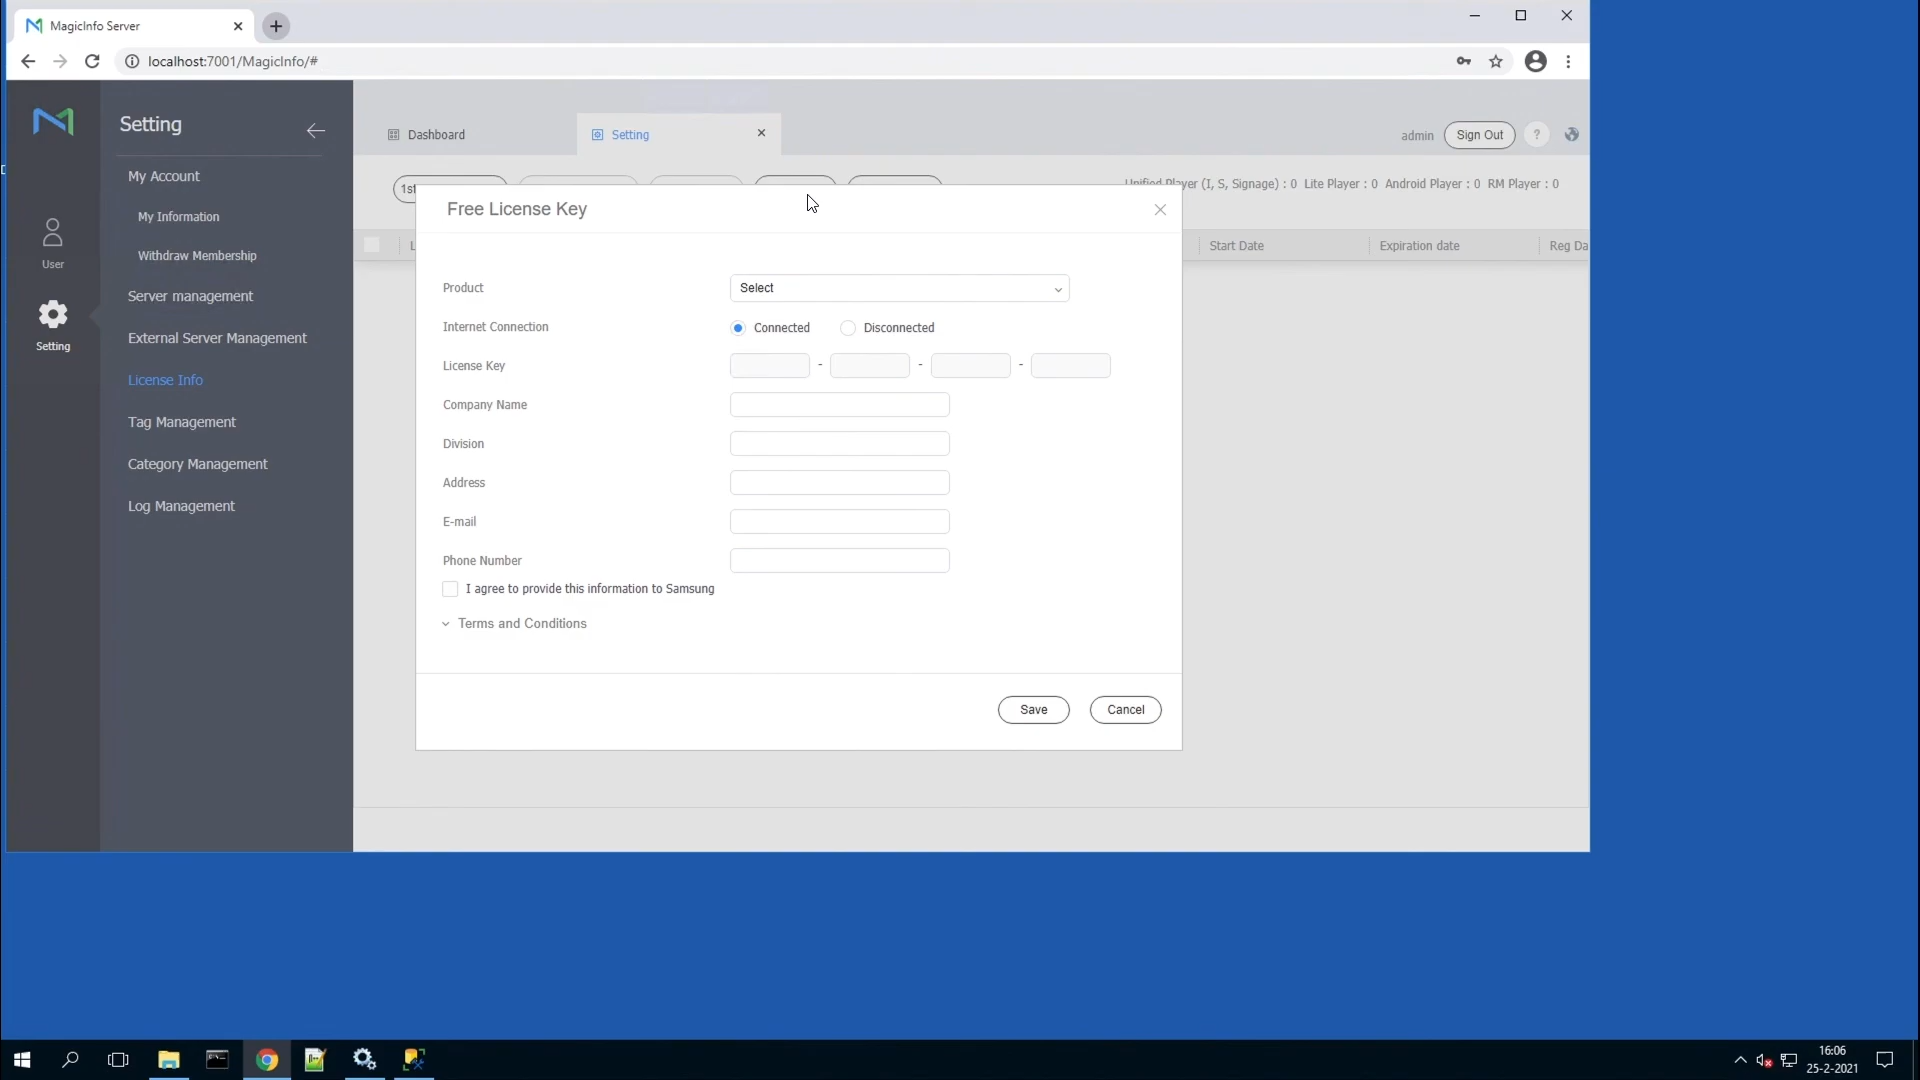 MagicInfo Server
localhost:7001/MagicInfo/#
Setting
Dashboard
Setting
admin
Sign Out
?
My Account
1st
Unified Player (I, S, Signage) : 0 Lite Player : 0 Android Player : 0 RM Player : 0
Free License Key
My Information
User
L
Start Date
Expiration date
Reg Da
Withdraw Membership
Product
Select
Server management
Internet Connection
Connected
Disconnected
Setting
External Server Management
License Key
- - -
License Info
Company Name
Tag Management
Division
Category Management
Address
Log Management
E-mail
Phone Number
I agree to provide this information to Samsung
Terms and Conditions
Save
Cancel
16:06
25-2-2021